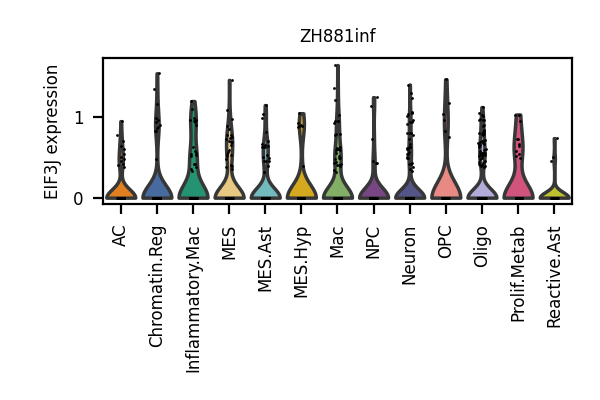 ZH881inf
EIF3J expression
1
0
AC
Chromatin.Reg
Inflammatory.Mac
MES
MES.Ast
MES.Hyp
Mac
NPC
Neuron
OPC
Oligo
Prolif.Metab
Reactive.Ast